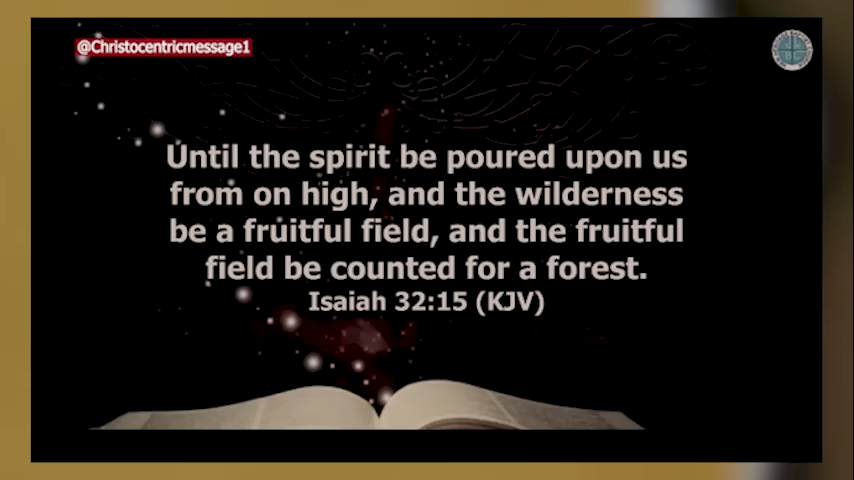 @Christocentricmessage1
Until the spirit be poured upon us
from on high, and the wilderness
be a fruitful field, and the fruitful
field be counted for a forest.
Isaiah 32:15 (KJV)